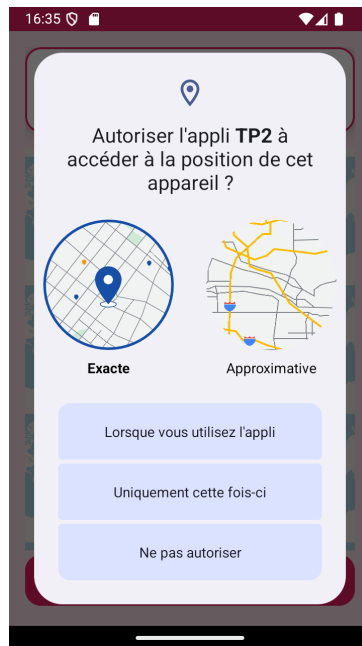 16:35
Autoriser l'appli TP2 à
accéder à la position de cet
appareil ?
Exacte
Approximative
Lorsque vous utilisez l'appli
Uniquement cette fois-ci
Ne pas autoriser